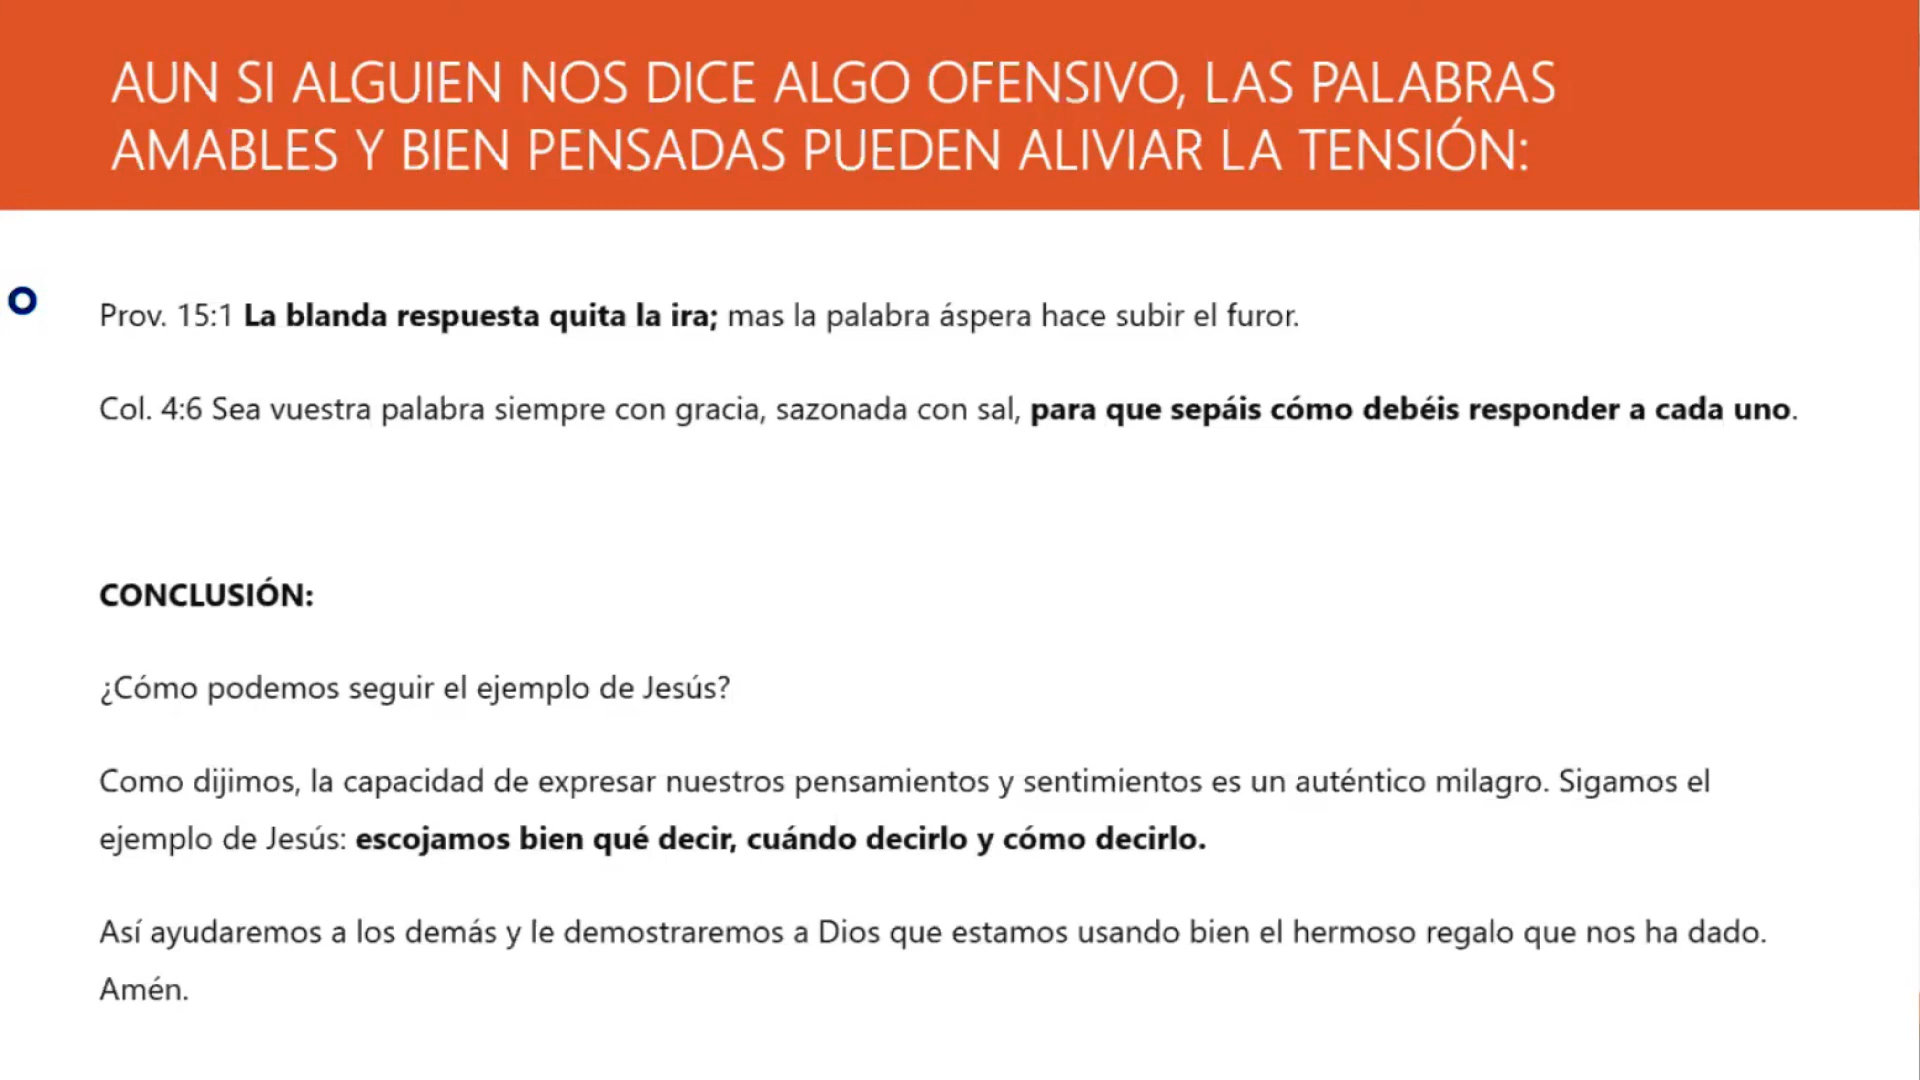 AUN SI ALGUIEN NOS DICE ALGO OFENSIVO, LAS PALABRAS
AMABLES Y BIEN PENSADAS PUEDEN ALIVIAR LA TENSIÓN:
Prov. 15:1 La blanda respuesta quita la ira; mas la palabra áspera hace subir el furor.
Col. 4:6 Sea vuestra palabra siempre con gracia, sazonada con sal, para que sepáis cómo debéis responder a cada uno.
CONCLUSIÓN:
¿Cómo podemos seguir el ejemplo de Jesús?
Como dijimos, la capacidad de expresar nuestros pensamientos y sentimientos es un auténtico milagro. Sigamos el
ejemplo de Jesús: escojamos bien qué decir, cuándo decirlo y cómo decirlo.
Así ayudaremos a los demás y le demostraremos a Dios que estamos usando bien el hermoso regalo que nos ha dado.
Amén.